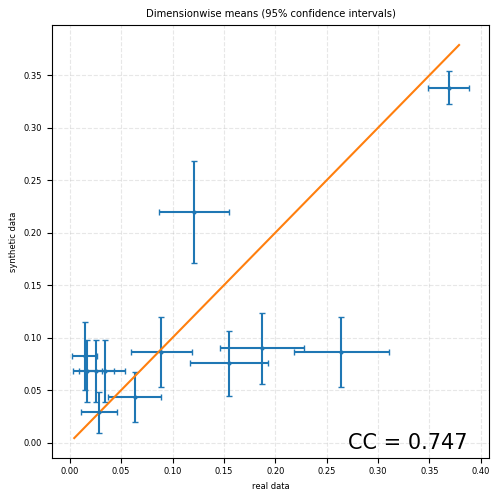 Dimensionwise means (95% confidence intervals)
synthetic data
0.35
0.30
0.25
0.20
0.15
0.10
0.05
0.00
CC = 0.747
0.00 0.05 0.10 0.15 0.20 0.25 0.30 0.35 0.40
real data